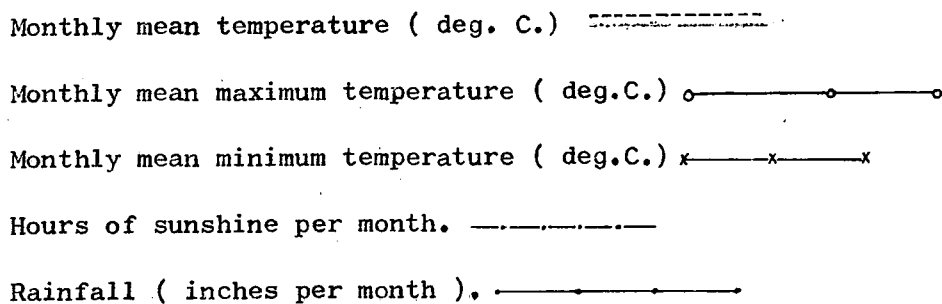 Monthly mean temperature ( deg. C.)
Monthly mean maximum temperature ( deg.C.)
Monthly mean minimum temperature ( deg.C.)
Hours of sunshine per month.
Rainfall ( inches per month ).